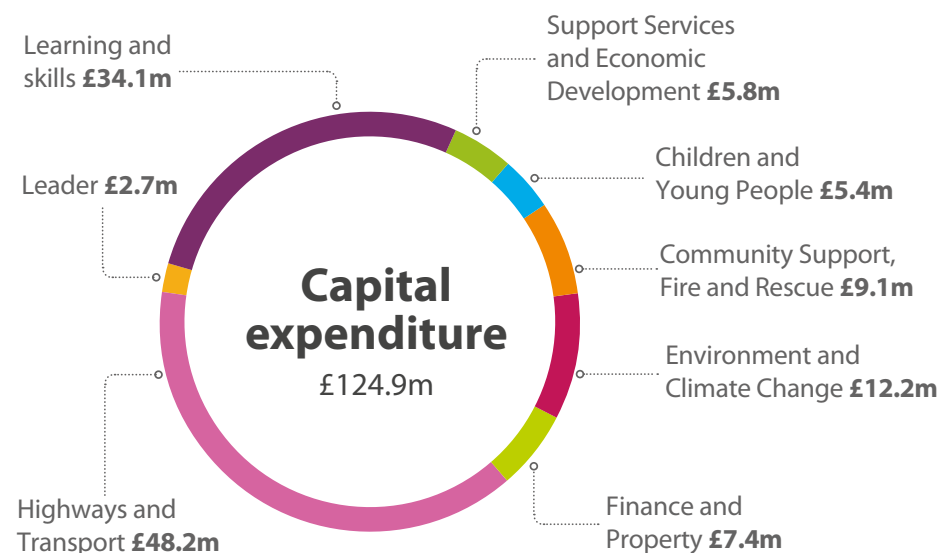 Learning and
skills £34.1m
Support Services
and Economic
Development £5.8m
Children and
Young People £5.4m
Leader £2.7m
Community Support,
Fire and Rescue £9.1m
Capital
expenditure
£124.9m
Environment and
Climate Change £12.2m
Highways and
Transport £48.2m
Finance and
Property £7.4m